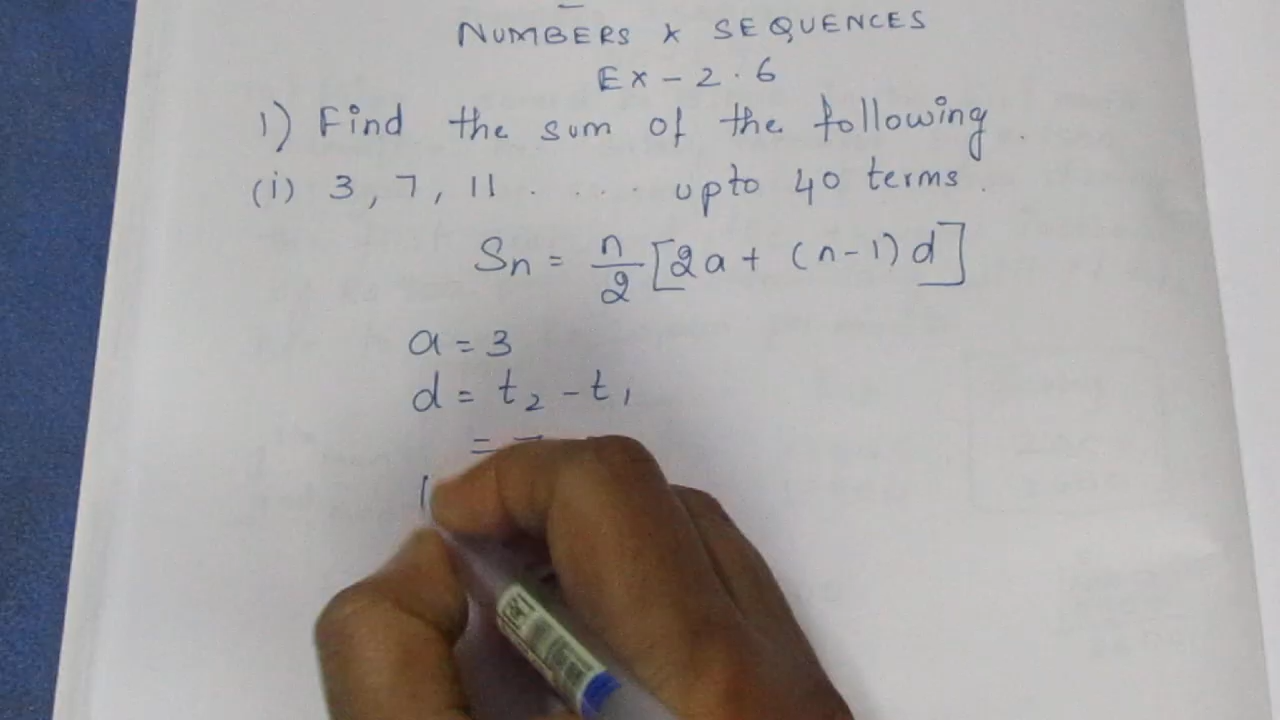 NUMBERS & SEQUENCES
Ex - 2.6
1) Find the sum of the following.
(i) 3, 7, 11 . . . . . upto 40 terms.
Sn = n/2 [2a + (n-1) d]
a = 3
d = t₂ - t₁
=